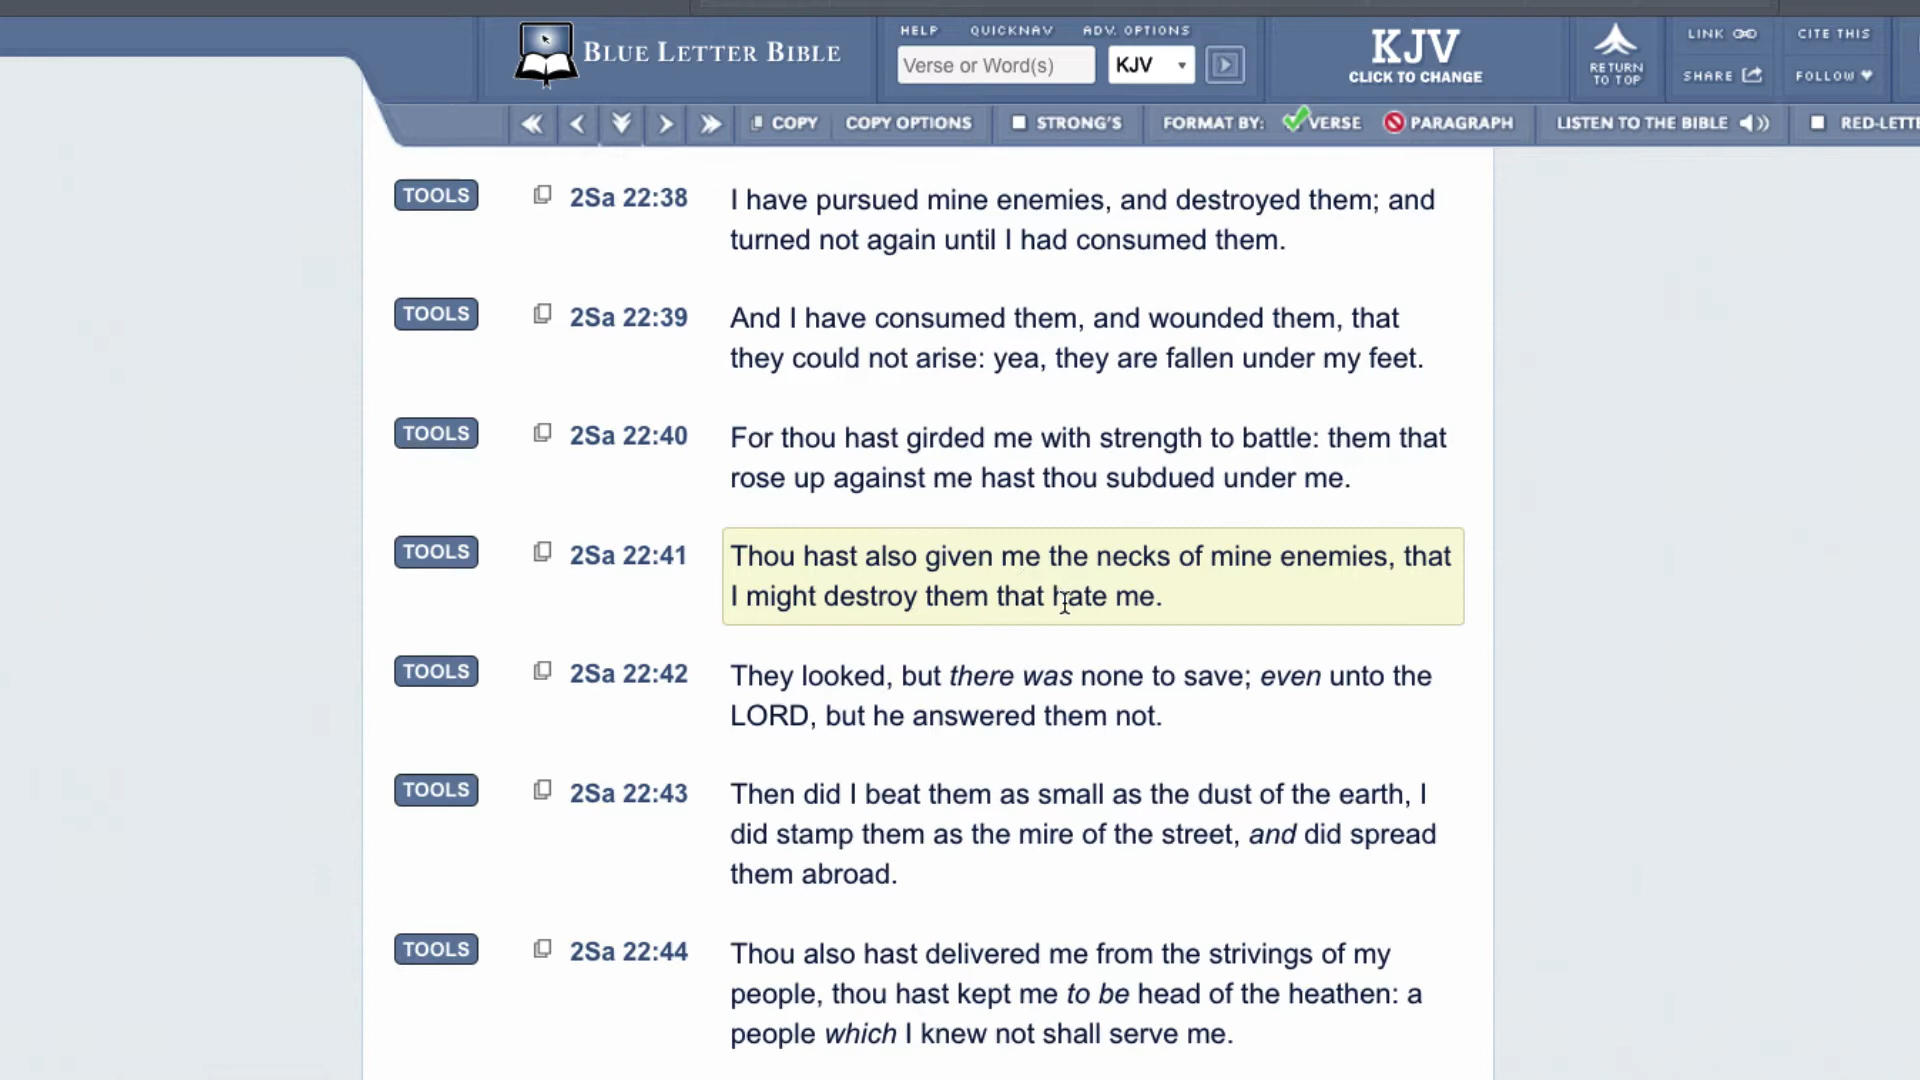 BLUE LETTER BIBLE
HELP QUICKNAV ADV. OPTIONS
Verse or Word(s) KJV
KJV
CLICK TO CHANGE
RETURN
TO TOP
LINK
SHARE
CITE THIS
FOLLOW
COPY COPY OPTIONS STRONG'S FORMAT BY: VERSE PARAGRAPH LISTEN TO THE BIBLE RED-LETTE
TOOLS 2Sa 22:38 I have pursued mine enemies, and destroyed them; and
turned not again until I had consumed them.
TOOLS 2Sa 22:39 And I have consumed them, and wounded them, that
they could not arise: yea, they are fallen under my feet.
TOOLS 2Sa 22:40 For thou hast girded me with strength to battle: them that
rose up against me hast thou subdued under me.
TOOLS 2Sa 22:41 Thou hast also given me the necks of mine enemies, that
I might destroy them that hate me.
TOOLS 2Sa 22:42 They looked, but there was none to save; even unto the
LORD, but he answered them not.
TOOLS 2Sa 22:43 Then did I beat them as small as the dust of the earth, I
did stamp them as the mire of the street, and did spread
them abroad.
TOOLS 2Sa 22:44 Thou also hast delivered me from the strivings of my
people, thou hast kept me to be head of the heathen: a
people which I knew not shall serve me.